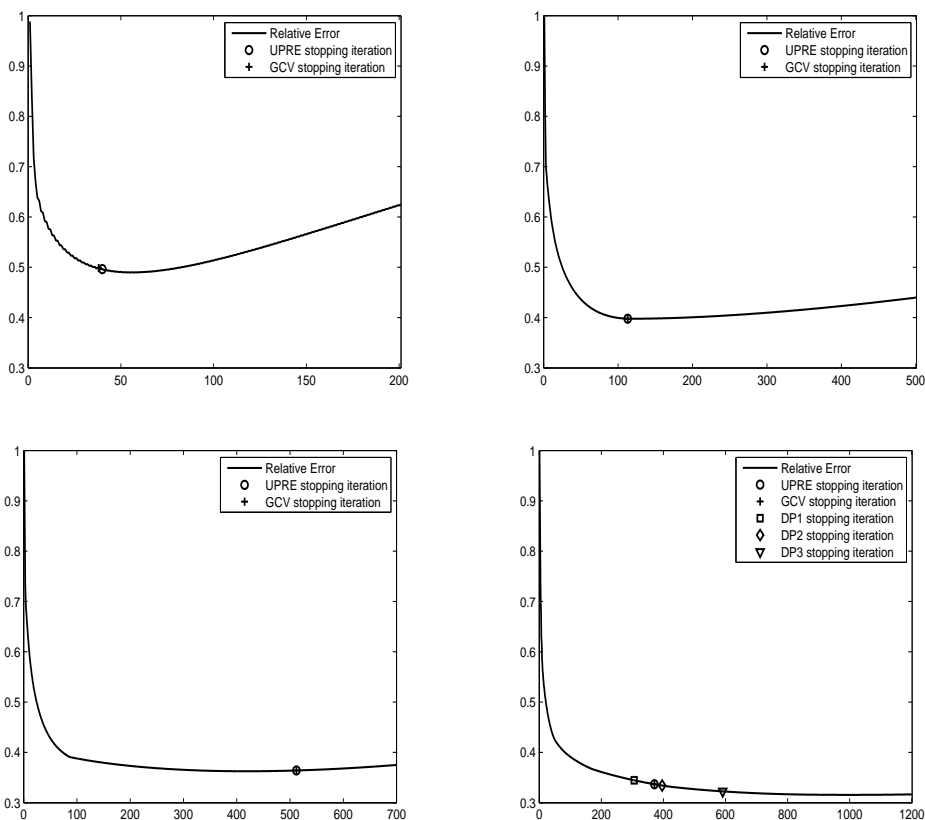 1
0.9
0.8
0.7
0.6
0.5
0.4
0.3
0 50 100 150 200
Relative Error
UPRE stopping iteration
GCV stopping iteration
1
0.9
0.8
0.7
0.6
0.5
0.4
0.3
0 100 200 300 400 500
Relative Error
UPRE stopping iteration
GCV stopping iteration
1
0.9
0.8
0.7
0.6
0.5
0.4
0.3
0 100 200 300 400 500 600 700
Relative Error
UPRE stopping iteration
GCV stopping iteration
1
0.9
0.8
0.7
0.6
0.5
0.4
0.3
0 200 400 600 800 1000 1200
Relative Error
UPRE stopping iteration
GCV stopping iteration
DP1 stopping iteration
DP2 stopping iteration
DP3 stopping iteration